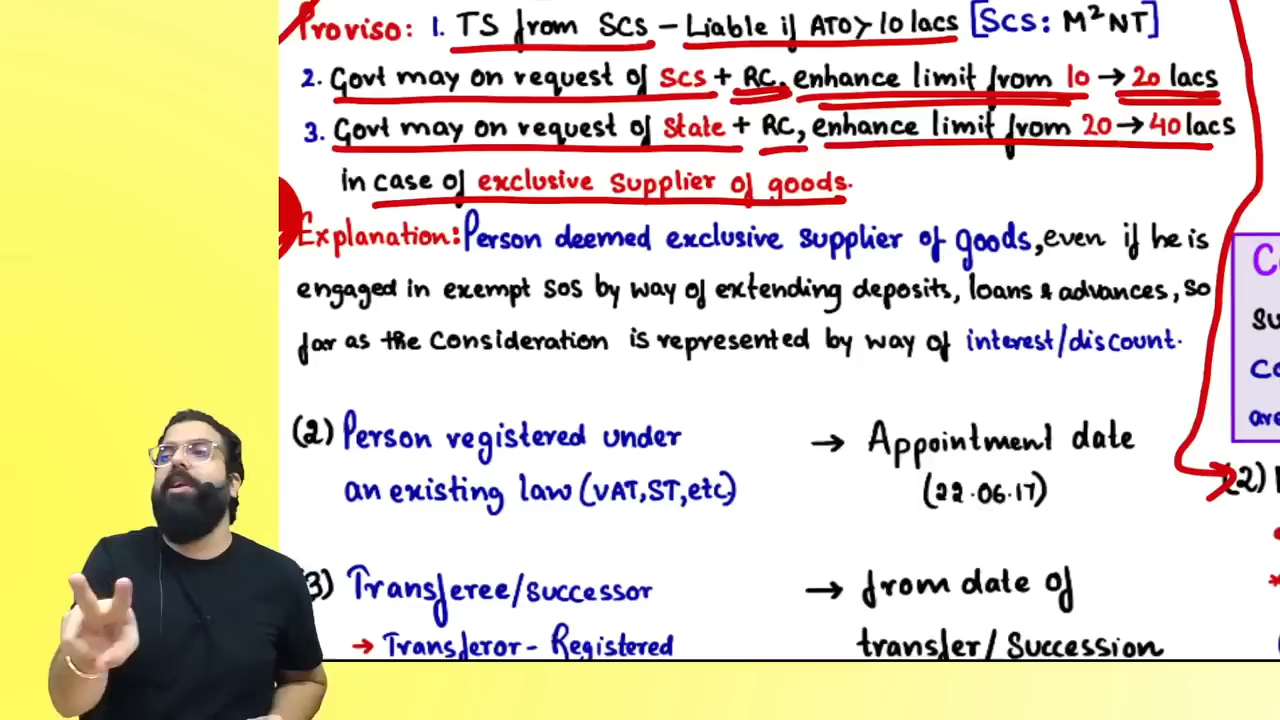 Proviso: 1. TS from SCS – Liable if ATO > 10 lacs [SCS: M²NT]
2. Govt may on request of SCS + RC, enhance limit from 10 → 20 lacs
3. Govt may on request of State + RC, enhance limit from 20 → 40 lacs
in case of exclusive supplier of goods.
Explanation: Person deemed exclusive supplier of goods, even if he is
engaged in exempt SOS by way of extending deposits, loans & advances, so
far as the consideration is represented by way of interest/discount.
(2) Person registered under → Appointment date
an existing law (VAT, ST, etc) (22.06.17)
(3) Transferee/successor → from date of
→ Transferor - Registered transfer/Succession
(2)